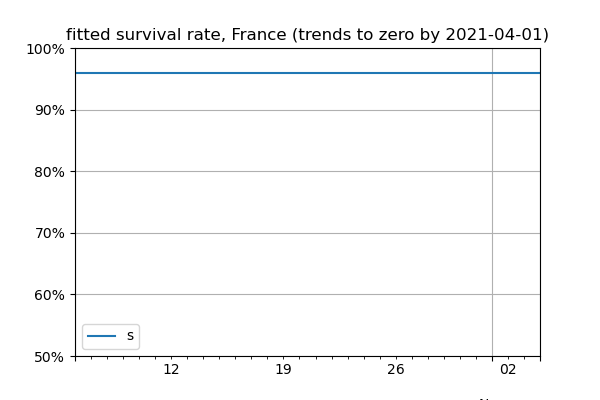 fitted survival rate, France (trends to zero by 2021-04-01)
100%
90%
80%
70%
60%
50%
s
12 19 26 02